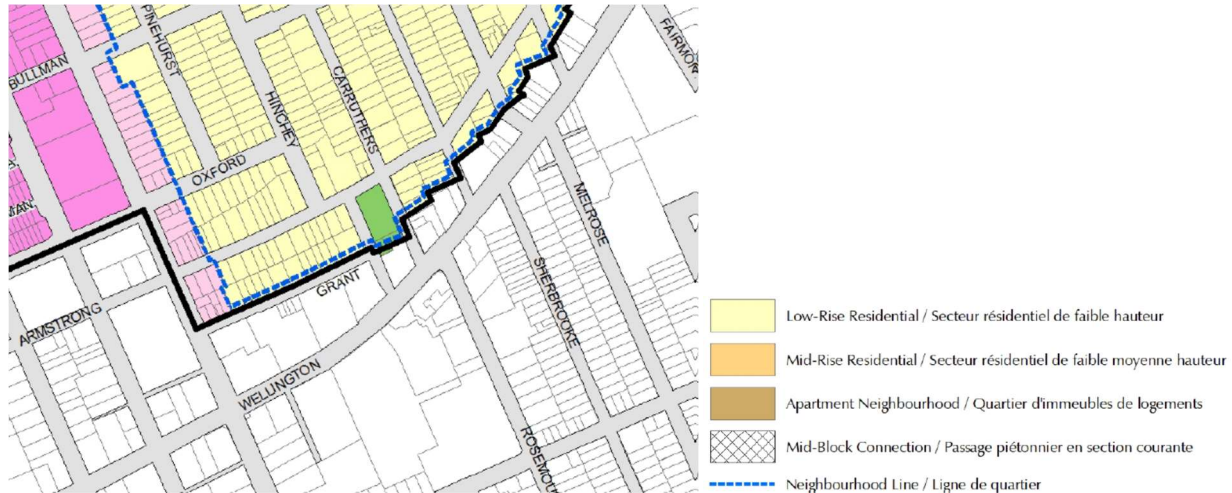 PINEHURST
BULLMAN
HINCHEY
CARRUTHERS
FAIRMON
OXFORD
MAN.
MELROSE
GRANT
SHERBROOKE
ARMSTRONG
WELLINGTON
ROSEMOU
Low-Rise Residential / Secteur résidentiel de faible hauteur
Mid-Rise Residential / Secteur résidentiel de faible moyenne hauteur
Apartment Neighbourhood / Quartier d'immeubles de logements
Mid-Block Connection / Passage piétonnier en section courante
Neighbourhood Line / Ligne de quartier